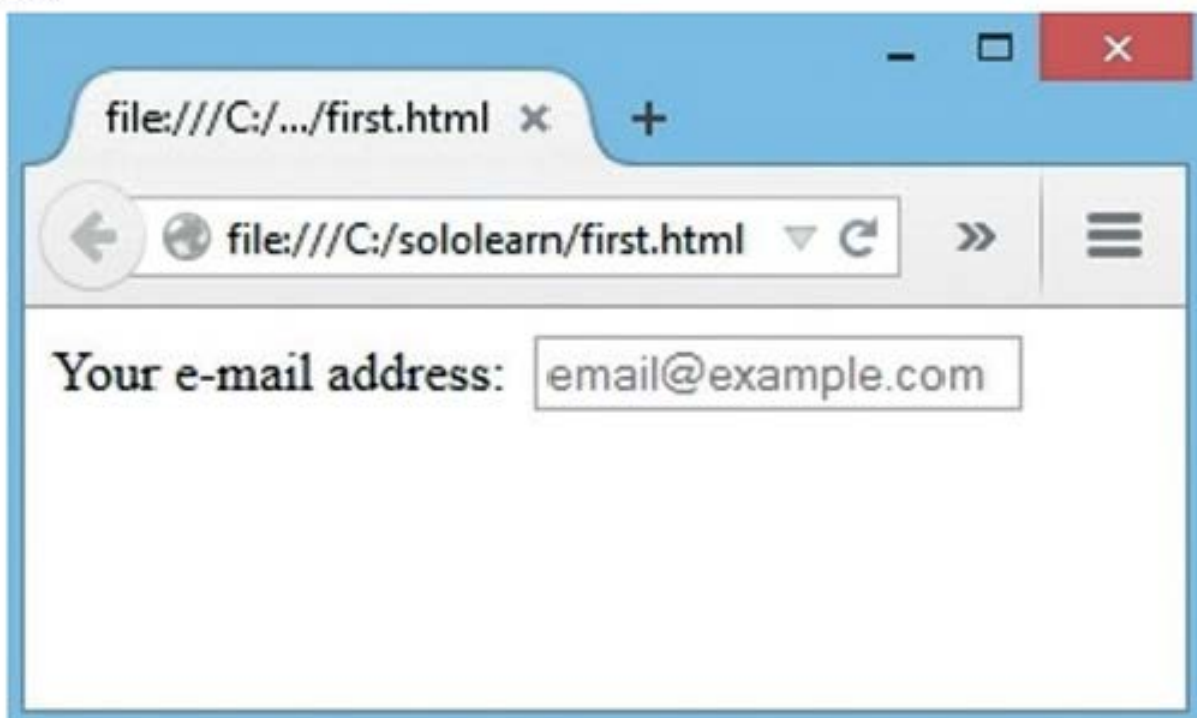 file:///C:/.../first.html
file:///C:/sololearn/first.html
Your e-mail address: email@example.com